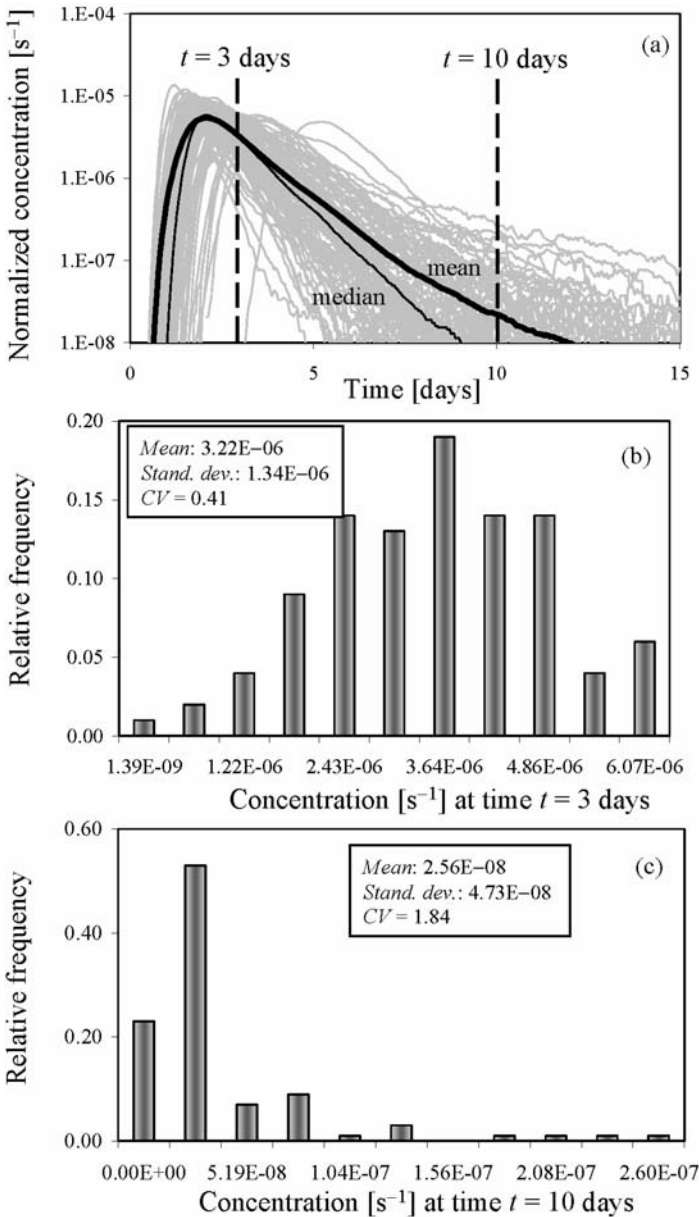 1.E-04
(a)
t = 3 days
t = 10 days
1.E-05
1.E-06
1.E-07
1.E-08
Normalized concentration [s⁻¹]
mean
median
0
5
10
15
Time [days]
0.20
(b)
Mean: 3.22E−06
Stand. dev.: 1.34E−06
CV = 0.41
0.15
0.10
0.05
0.00
Relative frequency
1.39E-09
1.22E-06
2.43E-06
3.64E-06
4.86E-06
6.07E-06
Concentration [s⁻¹] at time t = 3 days
0.60
(c)
Mean: 2.56E−08
Stand. dev.: 4.73E−08
CV = 1.84
0.40
0.20
0.00
Relative frequency
0.00E+00
5.19E-08
1.04E-07
1.56E-07
2.08E-07
2.60E-07
Concentration [s⁻¹] at time t = 10 days